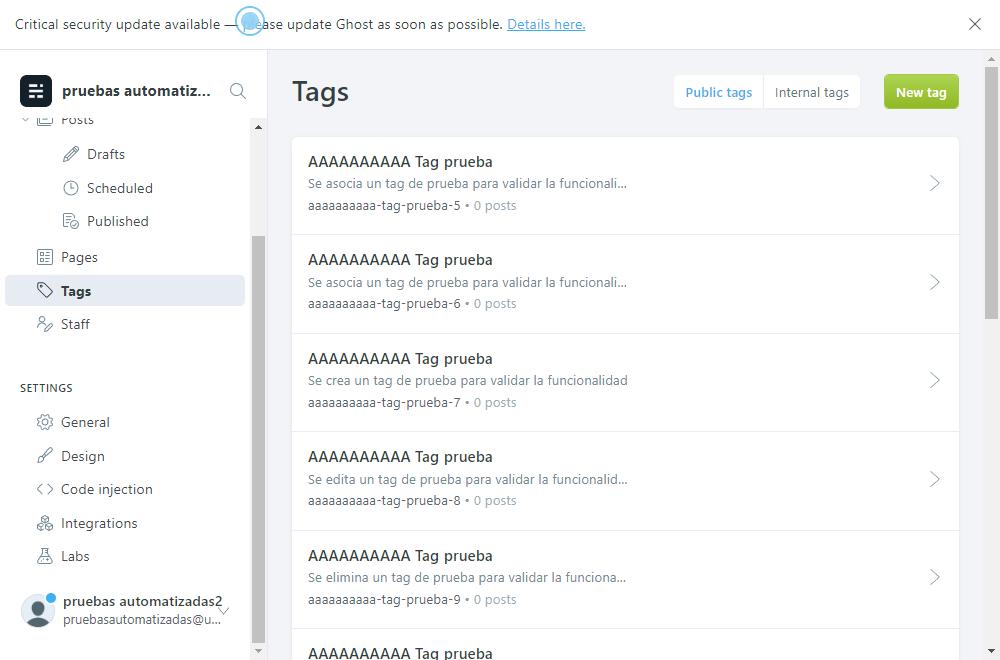 Critical security update available — please update Ghost as soon as possible. Details here.
pruebas automatiz...
Posts
Drafts
Scheduled
Published
Pages
Tags
Staff
SETTINGS
General
Design
Code injection
Integrations
Labs
pruebas automatizadas2
pruebasautomatizadas@u...
Tags
Public tags
Internal tags
New tag
AAAAAAAAAA Tag prueba
Se asocia un tag de prueba para validar la funcionali...
aaaaaaaaaa-tag-prueba-5 • 0 posts
AAAAAAAAAA Tag prueba
Se asocia un tag de prueba para validar la funcionali...
aaaaaaaaaa-tag-prueba-6 • 0 posts
AAAAAAAAAA Tag prueba
Se crea un tag de prueba para validar la funcionalidad
aaaaaaaaaa-tag-prueba-7 • 0 posts
AAAAAAAAAA Tag prueba
Se edita un tag de prueba para validar la funcionalid...
aaaaaaaaaa-tag-prueba-8 • 0 posts
AAAAAAAAAA Tag prueba
Se elimina un tag de prueba para validar la funciona...
aaaaaaaaaa-tag-prueba-9 • 0 posts
AAAAAAAAAA Tag prueba